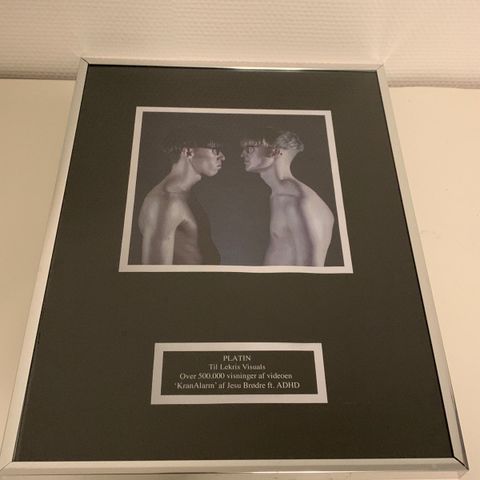 PLATIN
Til Lekris Visuals
Over 500.000 visninger af videoen
'KranAlarm' af Jesu Brødre ft. ADHD